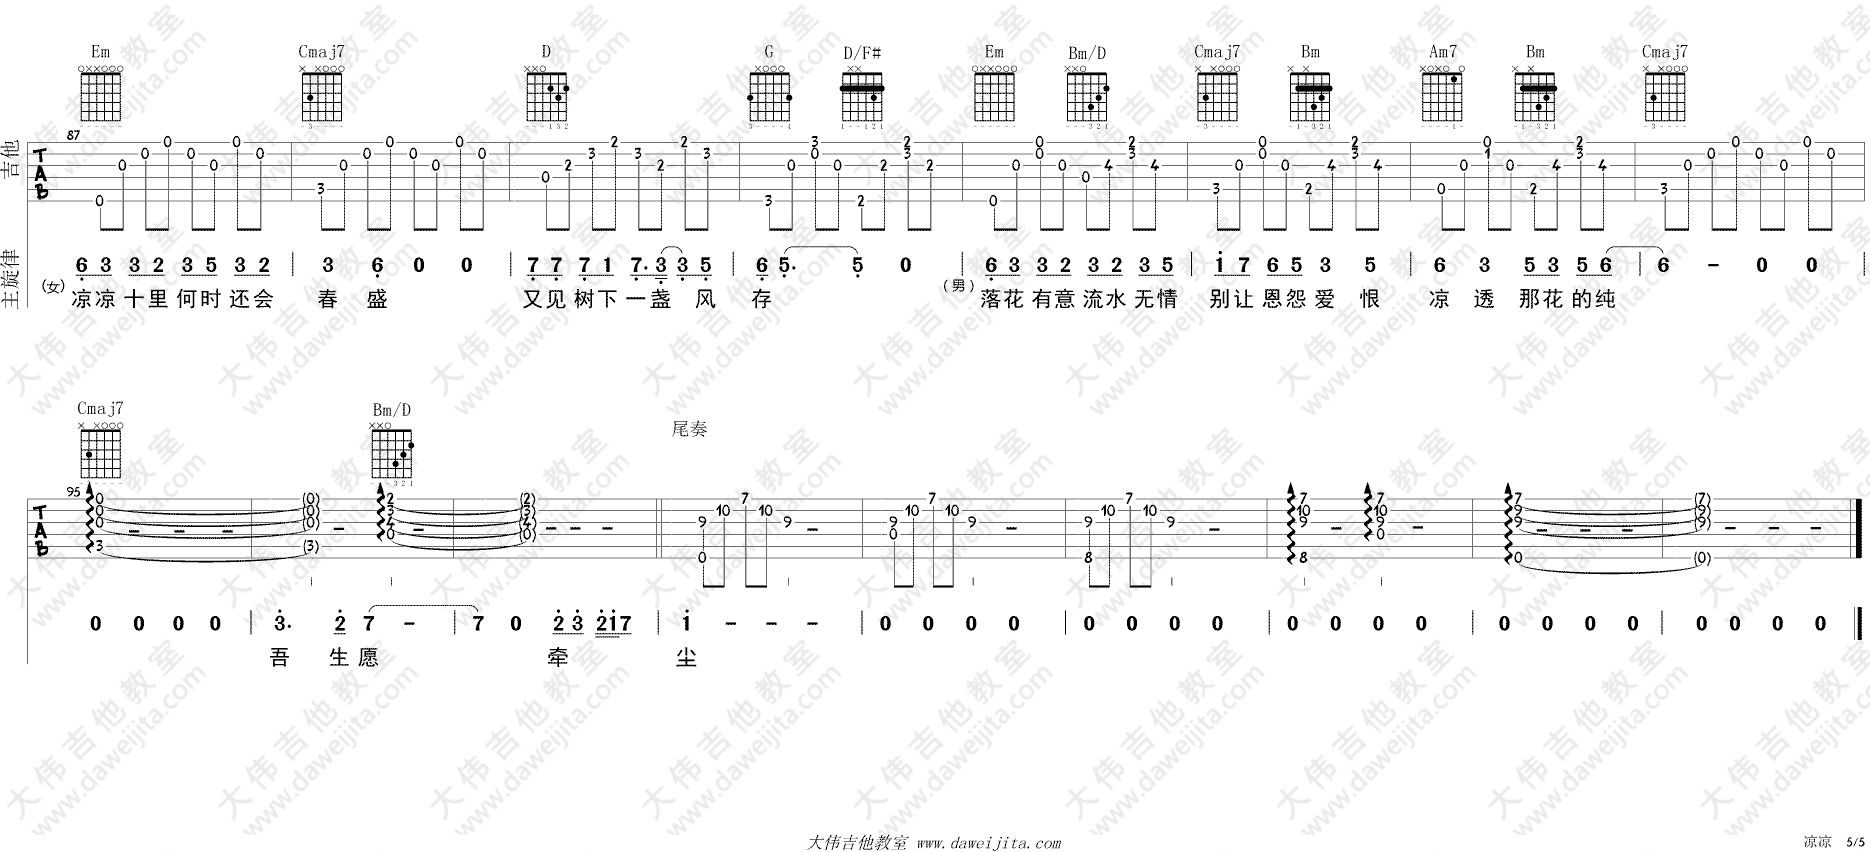 Em Cmaj7 D G D/F# Em Bm/D Cmaj7 Bm Am7 Bm Cmaj7
87
吉他
TAB
主旋律
6 3 3 2 3 5 3 2 | 3 6 0 0 | 7 7 7 1 7. 3 3 5 | 6 5. 5 0 | 6 3 3 2 3 2 3 5 | 1 7 6 5 3 5 | 6 3 5 3 5 6 | 6 - 0 0 |
(女) 凉凉 十里 何时 还会 春 盛 又见 树下 一盏 风 存 (男) 落花 有意 流水 无情 别让 恩怨 爱 恨 凉 透 那花 的纯
Cmaj7 Bm/D 尾奏
95
TAB
0 0 0 0 | 3. 2 7 - | 7 0 2 3 2 1 7 | 1 - - - | 0 0 0 0 | 0 0 0 0 | 0 0 0 0 | 0 0 0 0 | 0 0 0 0
吾 生 愿 牵 尘
大伟吉他教室 www.daweijita.com
凉凉 5/5